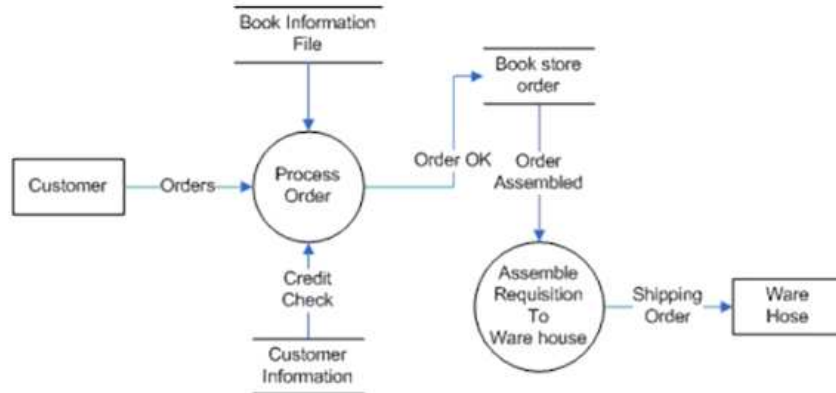 Book Information
File
Book store
order
Order OK
Customer
Orders
Process
Order
Order
Assembled
Credit
Check
Assemble
Requisition
To
Ware house
Shipping
Order
Ware
Hose
Customer
Information